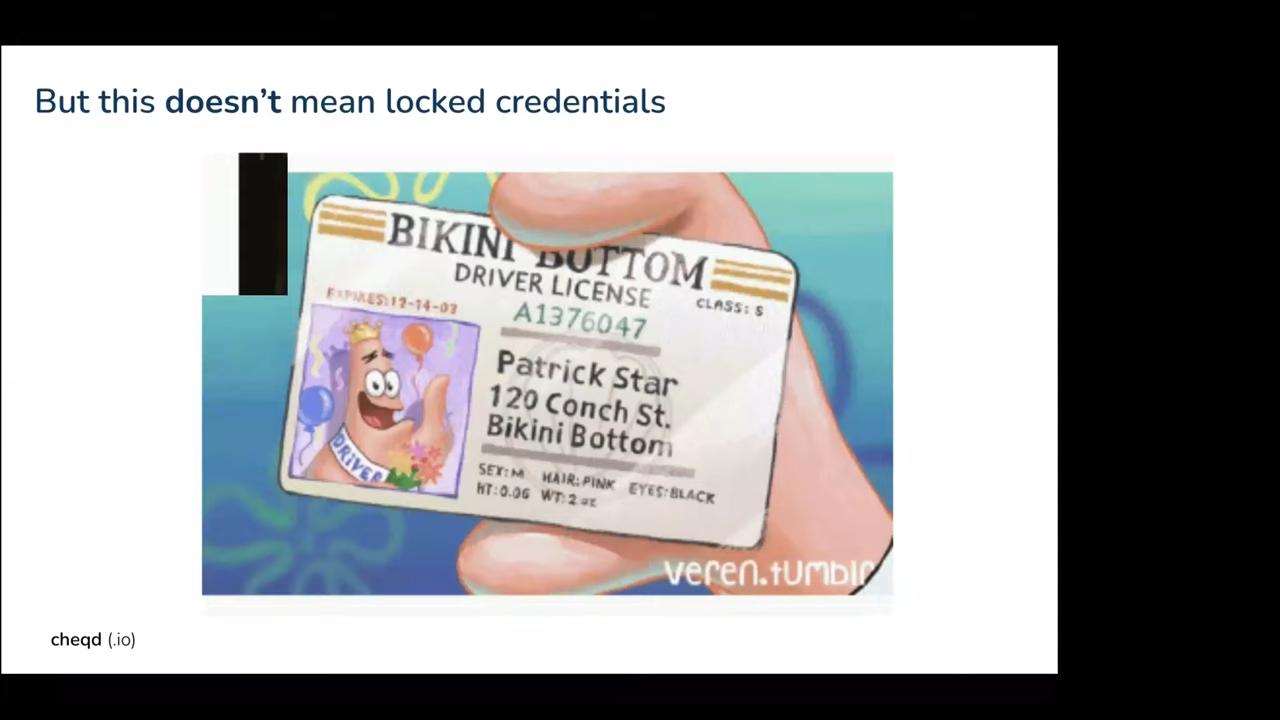 But this doesn't mean locked credentials
BIKINI BOTTOM
DRIVER LICENSE
CLASS: S
EXPIRES: 12-14-03
A1376047
Patrick Star
120 Conch St.
Bikini Bottom
SEX: M HAIR: PINK EYES: BLACK
HT: 0.06 WT: 2 oz
DRIVER
veren.tumblr
cheqd (.io)